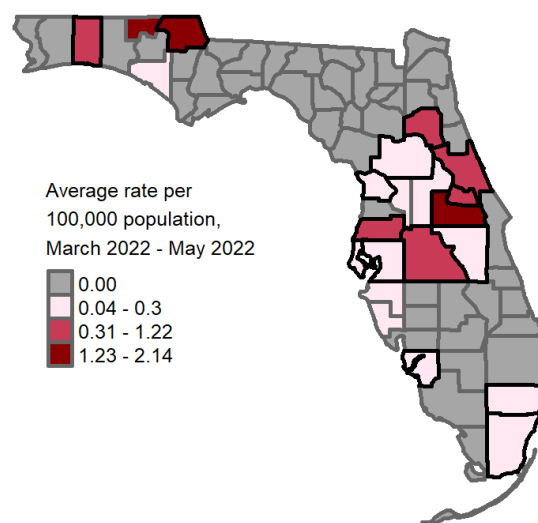 Average rate per
100,000 population,
March 2022 - May 2022
0.00
0.04 - 0.3
0.31 - 1.22
1.23 - 2.14